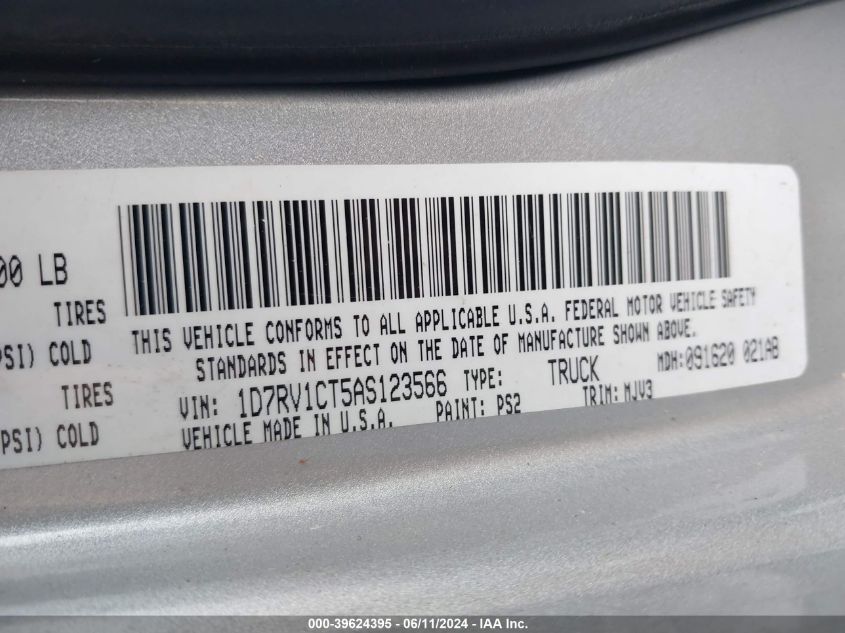 00 LB
TIRES
PSI) COLD
TIRES
PSI) COLD
THIS VEHICLE CONFORMS TO ALL APPLICABLE U.S.A. FEDERAL MOTOR VEHICLE SAFETY
STANDARDS IN EFFECT ON THE DATE OF MANUFACTURE SHOWN ABOVE.
VIN: 1D7RV1CT5AS123566 TYPE: TRUCK MDH:091620 021AB
VEHICLE MADE IN U.S.A. PAINT: PS2 TRIM: MJV3
000-39624395 - 06/11/2024 - IAA Inc.